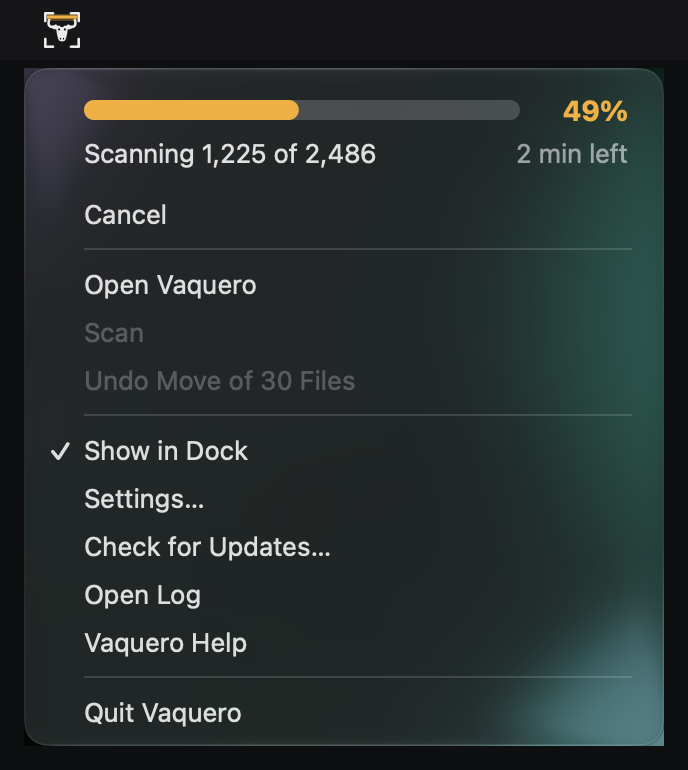 49%
Scanning 1,225 of 2,486
2 min left
Cancel
Open Vaquero
Scan
Undo Move of 30 Files
Show in Dock
Settings...
Check for Updates...
Open Log
Vaquero Help
Quit Vaquero